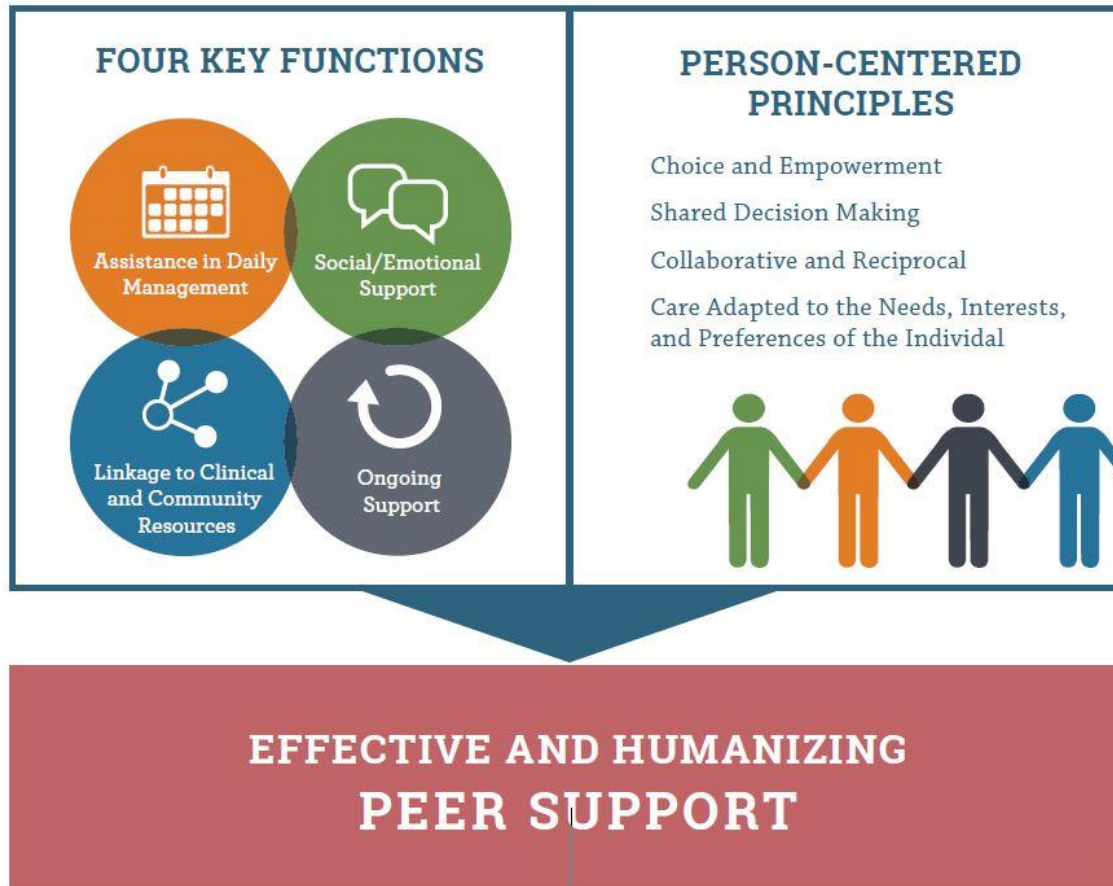 FOUR KEY FUNCTIONS
Assistance in Daily
Management
Social/Emotional
Support
Linkage to Clinical
and Community
Resources
Ongoing
Support
PERSON-CENTERED
PRINCIPLES
Choice and Empowerment
Shared Decision Making
Collaborative and Reciprocal
Care Adapted to the Needs, Interests,
and Preferences of the Individal
EFFECTIVE AND HUMANIZING
PEER SUPPORT